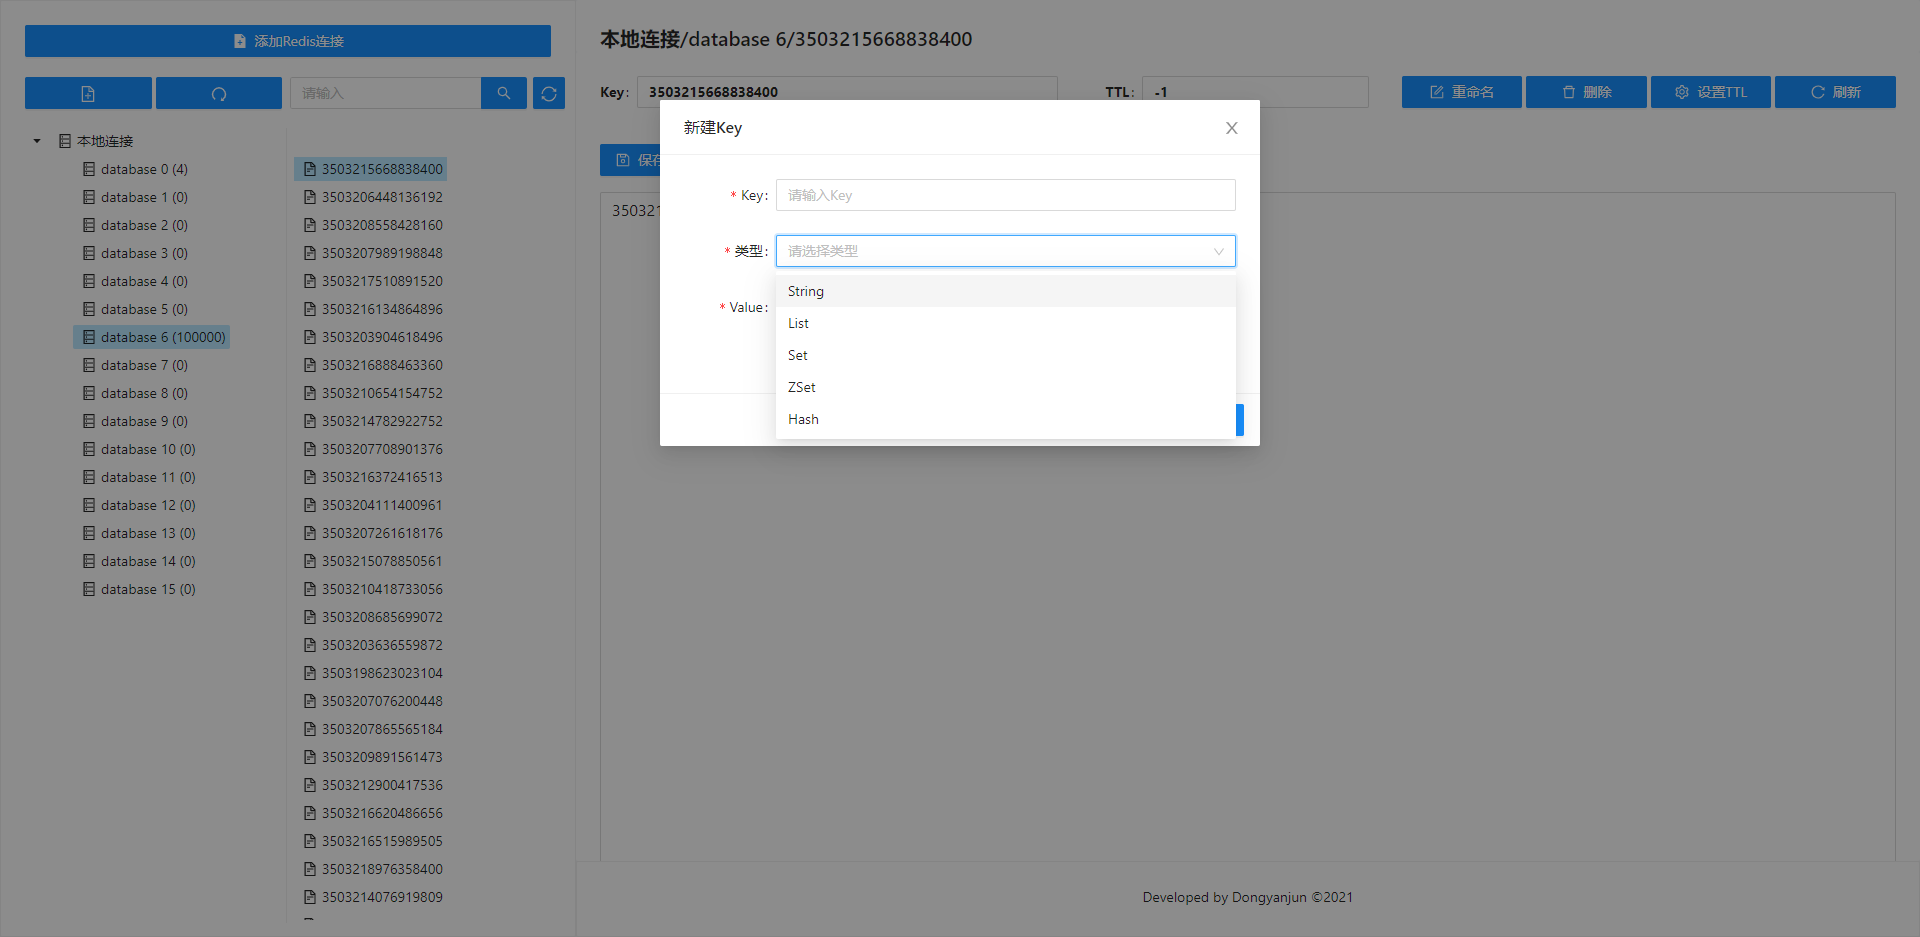 添加Redis连接
请输入
本地连接
database 0 (4)
database 1 (0)
database 2 (0)
database 3 (0)
database 4 (0)
database 5 (0)
database 6 (100000)
database 7 (0)
database 8 (0)
database 9 (0)
database 10 (0)
database 11 (0)
database 12 (0)
database 13 (0)
database 14 (0)
database 15 (0)
3503215668838400
3503206448136192
3503208558428160
3503207989198848
3503217510891520
3503216134864896
3503203904618496
3503216888463360
3503210654154752
3503214782922752
3503207708901376
3503216372416513
3503204111400961
3503207261618176
3503215078850561
3503210418733056
3503208685699072
3503203636559872
3503198623023104
3503207076200448
3503207865565184
3503209891561473
3503212900417536
3503216620486656
3503216515989505
3503218976358400
3503214076919809
本地连接/database 6/3503215668838400
Key: 3503215668838400 TTL: -1 重命名 删除 设置TTL 刷新
保存
35032
新建Key
* Key: 请输入Key
* 类型: 请选择类型
* Value:
String
List
Set
ZSet
Hash
Developed by Dongyanjun ©2021